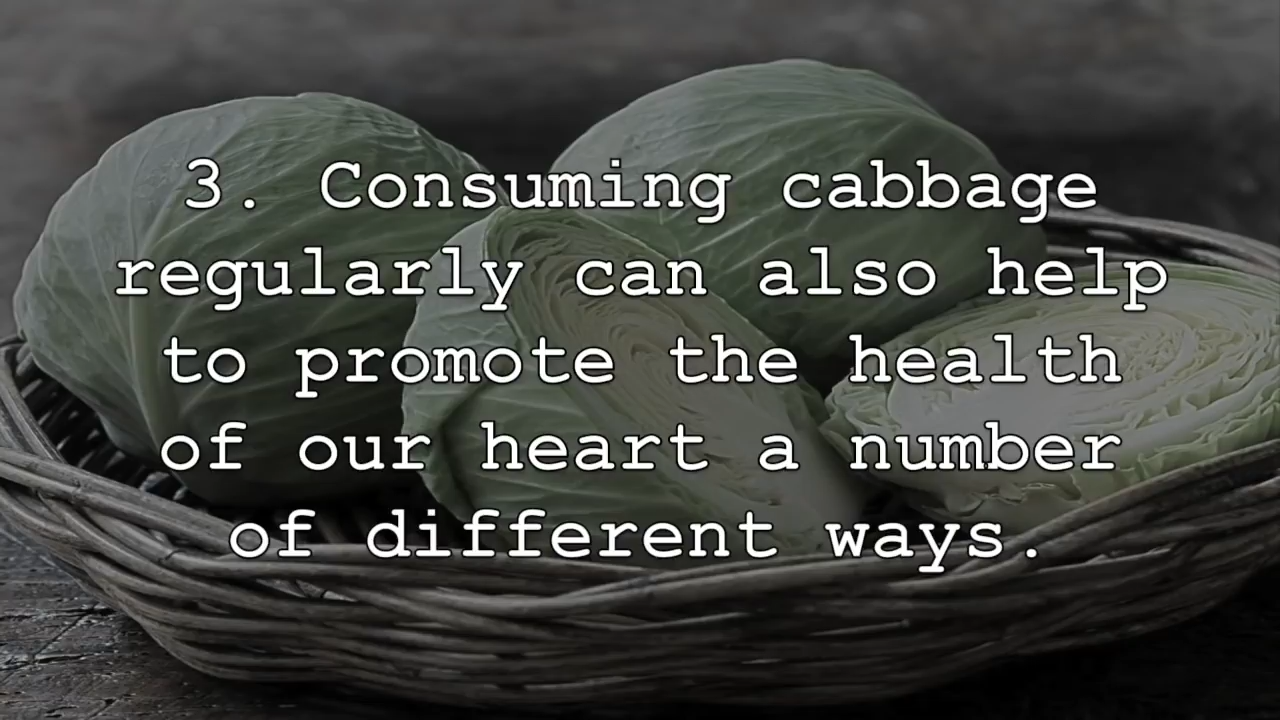 3. Consuming cabbage
regularly can also help
to promote the health
of our heart a number
of different ways.